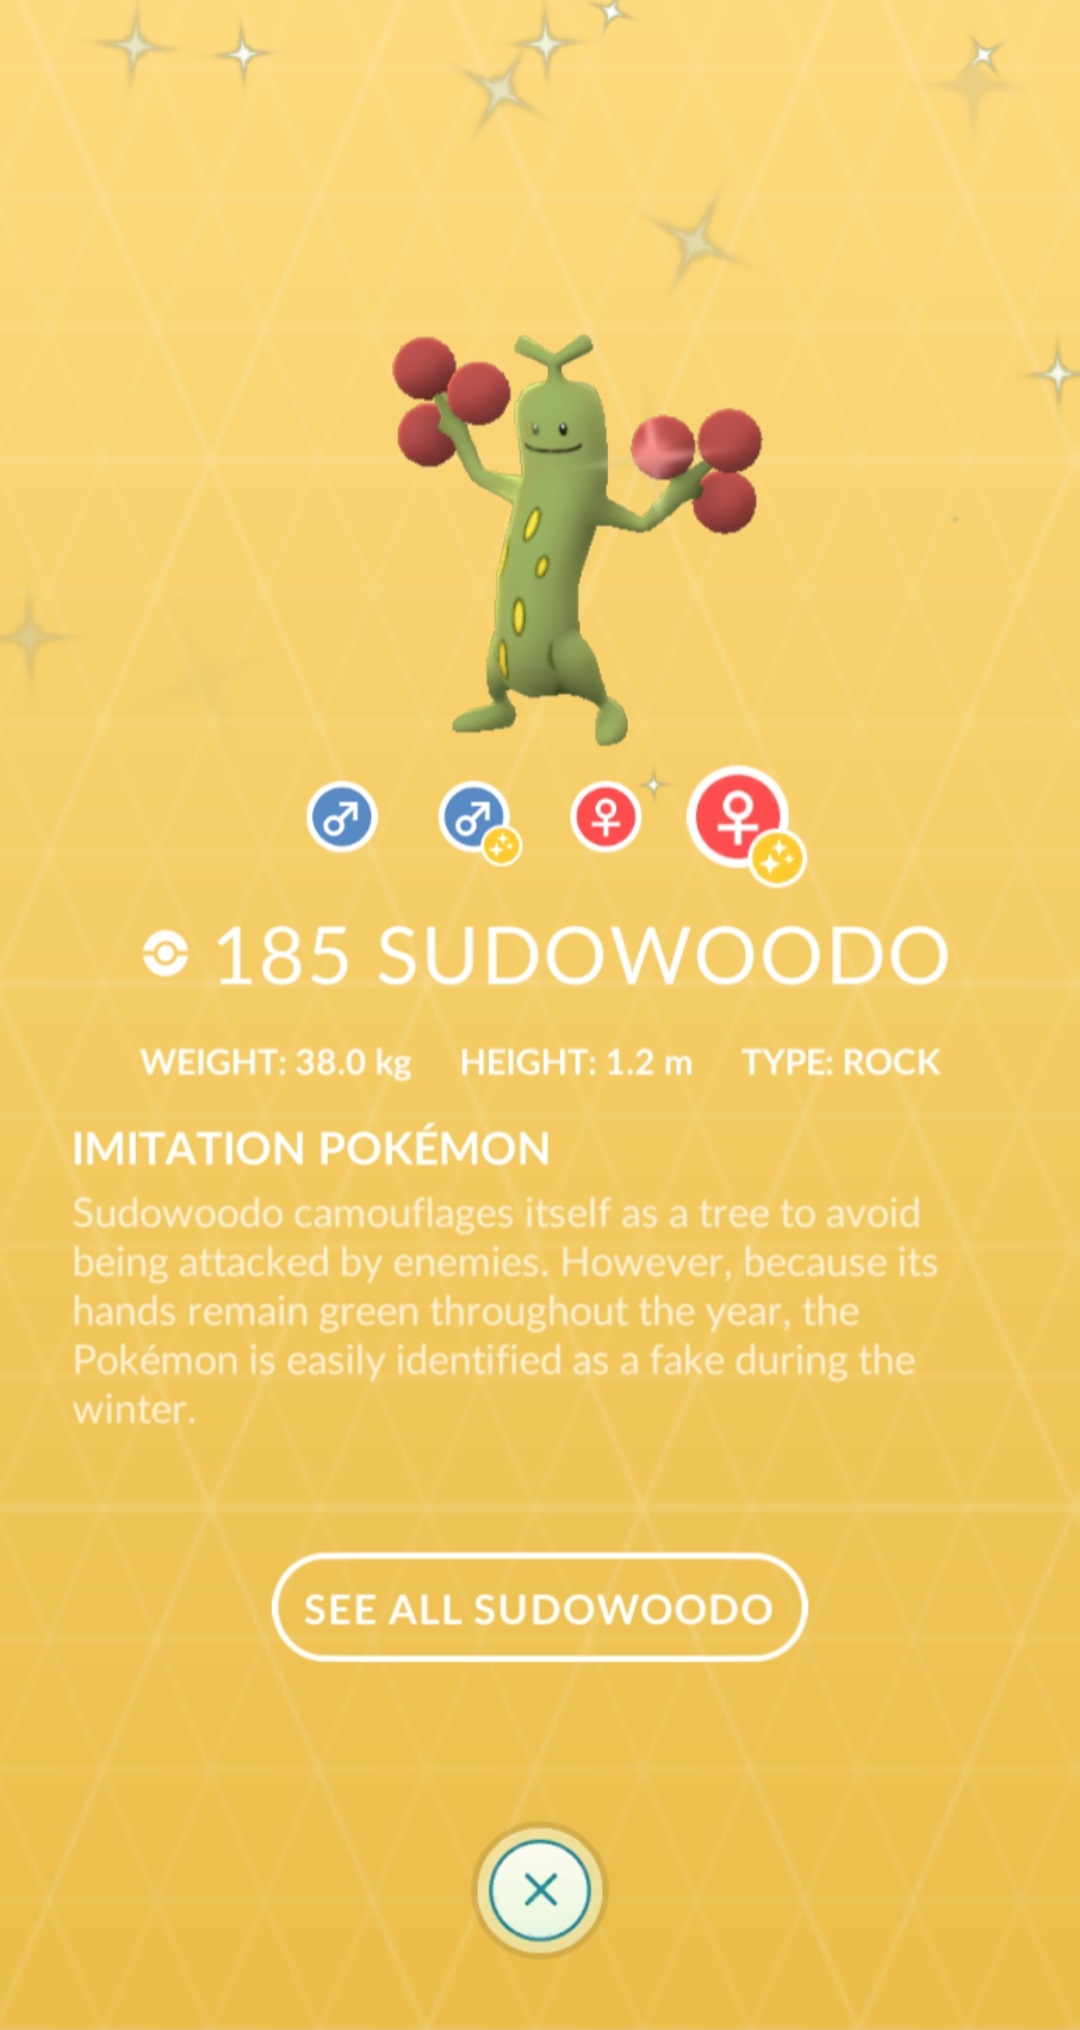 185 SUDOWOODO
WEIGHT: 38.0 kg HEIGHT: 1.2 m TYPE: ROCK
IMITATION POKÉMON
Sudowoodo camouflages itself as a tree to avoid
being attacked by enemies. However, because its
hands remain green throughout the year, the
Pokémon is easily identified as a fake during the
winter.
SEE ALL SUDOWOODO